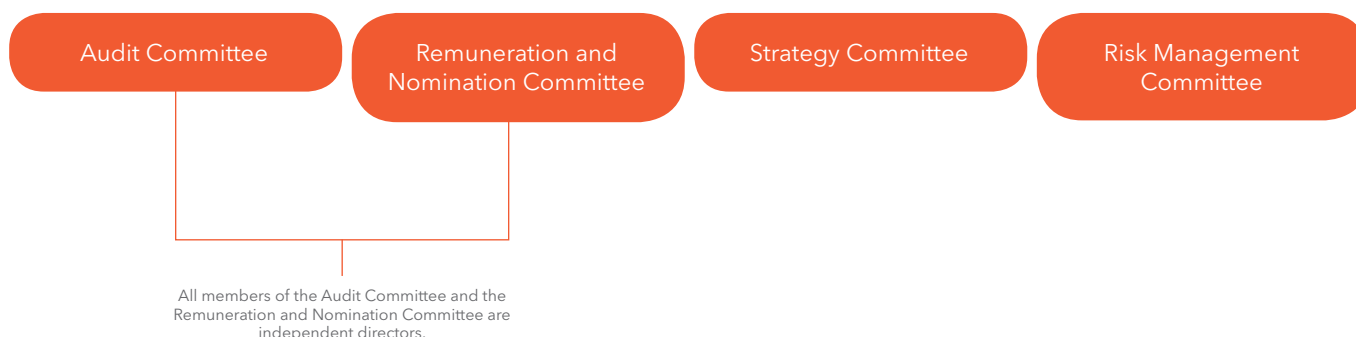 Audit Committee
Remuneration and
Nomination Committee
Strategy Committee
Risk Management
Committee
All members of the Audit Committee and the
Remuneration and Nomination Committee are
independent directors.